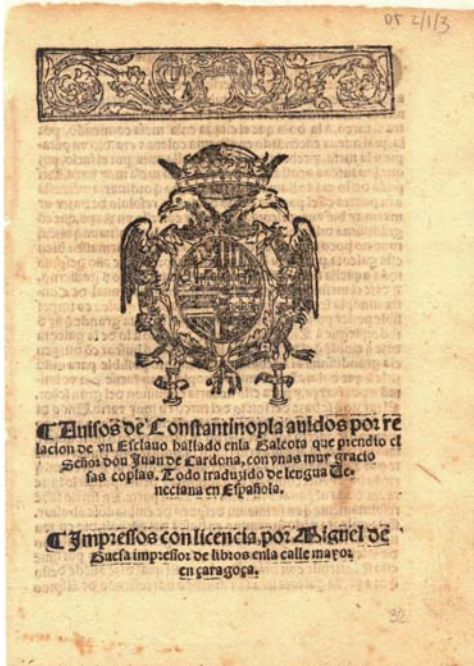 OF 2/1/3
☾ Auisos de Constantinopla auidos por re
lacion de vn Esclauo hallado enla Galeota que prendio el
Señor don Juan de Cardona, con vnas muy gracio
sas coplas. Todo traduzido de lengua Ue-
neciana en Española.
☾ Impressos con licencia, por Miguel de
Guesa impressor de libros enla calle mayor
en çaragoça.
32